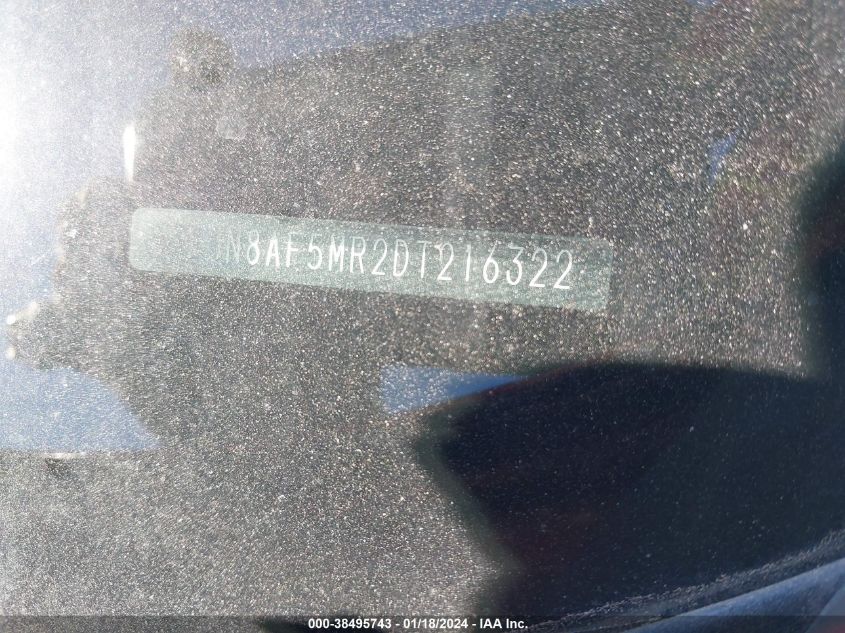 N8AF5MR2DT216322
000-38495743 - 01/18/2024 - IAA Inc.